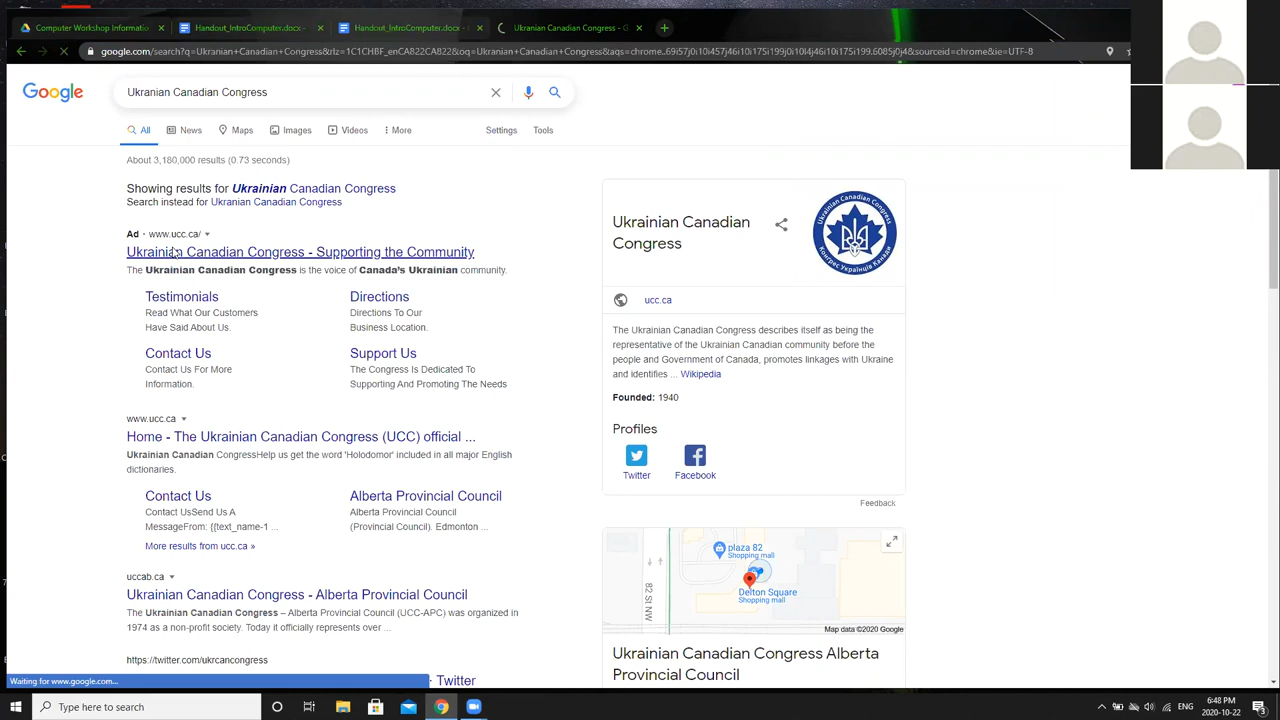 Computer Workshop Informatio
Handout_IntroComputer.docx -
Handout_IntroComputer.docx -
Ukranian Canadian Congress - G
google.com/search?q=Ukranian+Canadian+Congress&rlz=1C1CHBF_enCA822CA822&oq=Ukranian+Canadian+Congress&aqs=chrome..69i57j0i10i457j46i10i175i199j0i10l4j46i10i175i199.6085j0j4&sourceid=chrome&ie=UTF-8
Google
Ukranian Canadian Congress
All
News
Maps
Images
Videos
More
Settings
Tools
About 3,180,000 results (0.73 seconds)
Showing results for Ukrainian Canadian Congress
Search instead for Ukranian Canadian Congress
Ad · www.ucc.ca/
Ukrainian Canadian Congress - Supporting the Community
The Ukrainian Canadian Congress is the voice of Canada's Ukrainian community.
Testimonials
Read What Our Customers
Have Said About Us.
Directions
Directions To Our
Business Location.
Contact Us
Contact Us For More
Information.
Support Us
The Congress Is Dedicated To
Supporting And Promoting The Needs
www.ucc.ca
Home - The Ukrainian Canadian Congress (UCC) official ...
Ukrainian Canadian CongressHelp us get the word 'Holodomor' included in all major English
dictionaries.
Contact Us
Contact UsSend Us A
MessageFrom: {{text_name-1 ...
Alberta Provincial Council
Alberta Provincial Council
(Provincial Council). Edmonton ...
More results from ucc.ca »
uccab.ca
Ukrainian Canadian Congress - Alberta Provincial Council
The Ukrainian Canadian Congress – Alberta Provincial Council (UCC-APC) was organized in
1974 as a non-profit society. Today it officially represents over ...
https://twitter.com/ukrcancongress
Twitter
Waiting for www.google.com...
Ukrainian Canadian
Congress
Ukrainian Canadian Congress
Конгрес Українців Канади
ucc.ca
The Ukrainian Canadian Congress describes itself as being the
representative of the Ukrainian Canadian community before the
people and Government of Canada, promotes linkages with Ukraine
and identifies ... Wikipedia
Founded: 1940
Profiles
Twitter
Facebook
Feedback
plaza 82
Shopping mall
82 St NW
Delton Square
Shopping mall
Map data ©2020 Google
Ukrainian Canadian Congress Alberta
Provincial Council
Type here to search
ENG
6:48 PM
2020-10-22
3